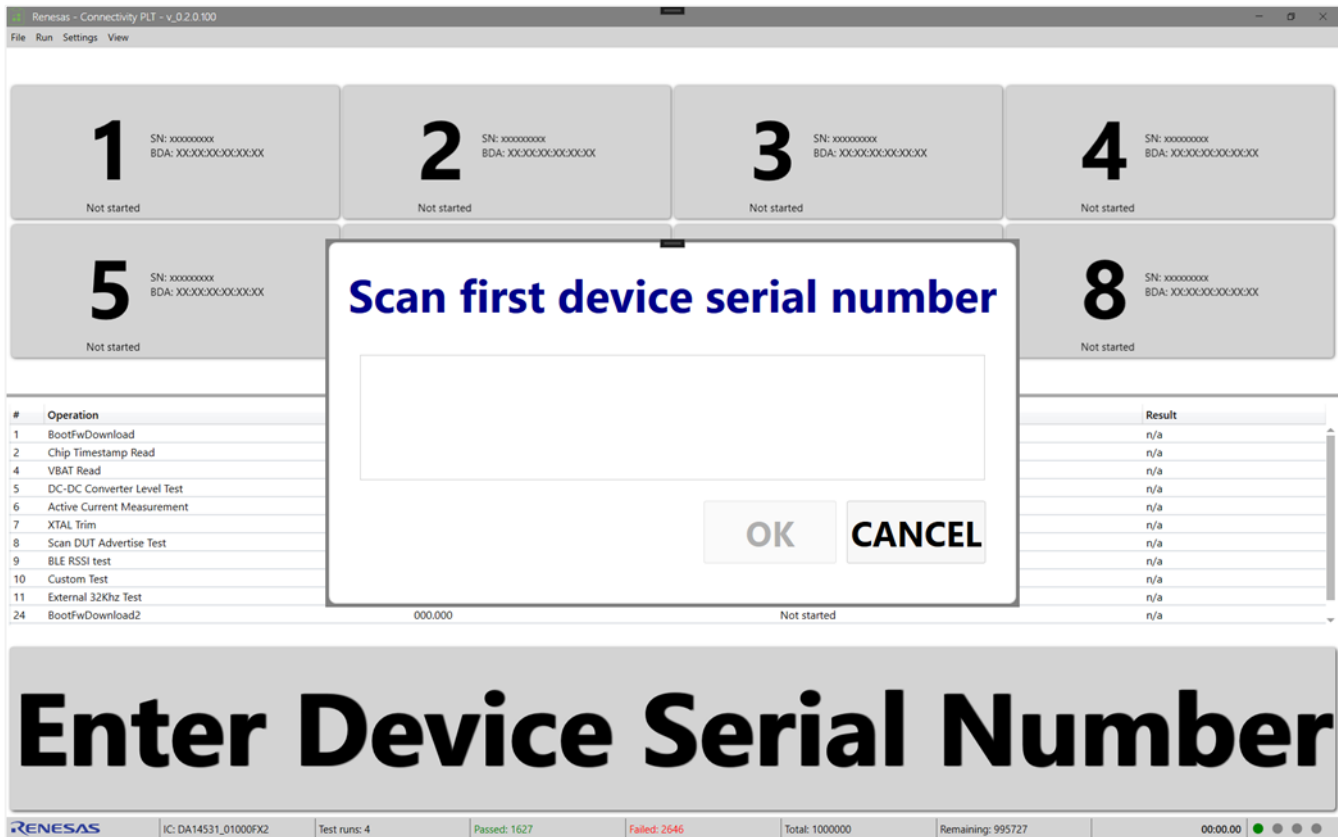 Renesas - Connectivity PLT - v_0.2.0.100
File Run Settings View
1
SN: xxxxxxxxx
BDA: XX:XX:XX:XX:XX:XX
Not started
2
SN: xxxxxxxxx
BDA: XX:XX:XX:XX:XX:XX
Not started
3
SN: xxxxxxxxx
BDA: XX:XX:XX:XX:XX:XX
Not started
4
SN: xxxxxxxxx
BDA: XX:XX:XX:XX:XX:XX
Not started
5
SN: xxxxxxxxx
BDA: XX:XX:XX:XX:XX:XX
Not started
8
SN: xxxxxxxxx
BDA: XX:XX:XX:XX:XX:XX
Not started
Scan first device serial number
OK CANCEL
# Operation Result
1 BootFwDownload n/a
2 Chip Timestamp Read n/a
4 VBAT Read n/a
5 DC-DC Converter Level Test n/a
6 Active Current Measurement n/a
7 XTAL Trim n/a
8 Scan DUT Advertise Test n/a
9 BLE RSSI test n/a
10 Custom Test n/a
11 External 32Khz Test n/a
24 BootFwDownload2 000.000 Not started n/a
Enter Device Serial Number
RENESAS IC: DA14531_01000FX2 Test runs: 4 Passed: 1627 Failed: 2646 Total: 1000000 Remaining: 995727 00:00.00